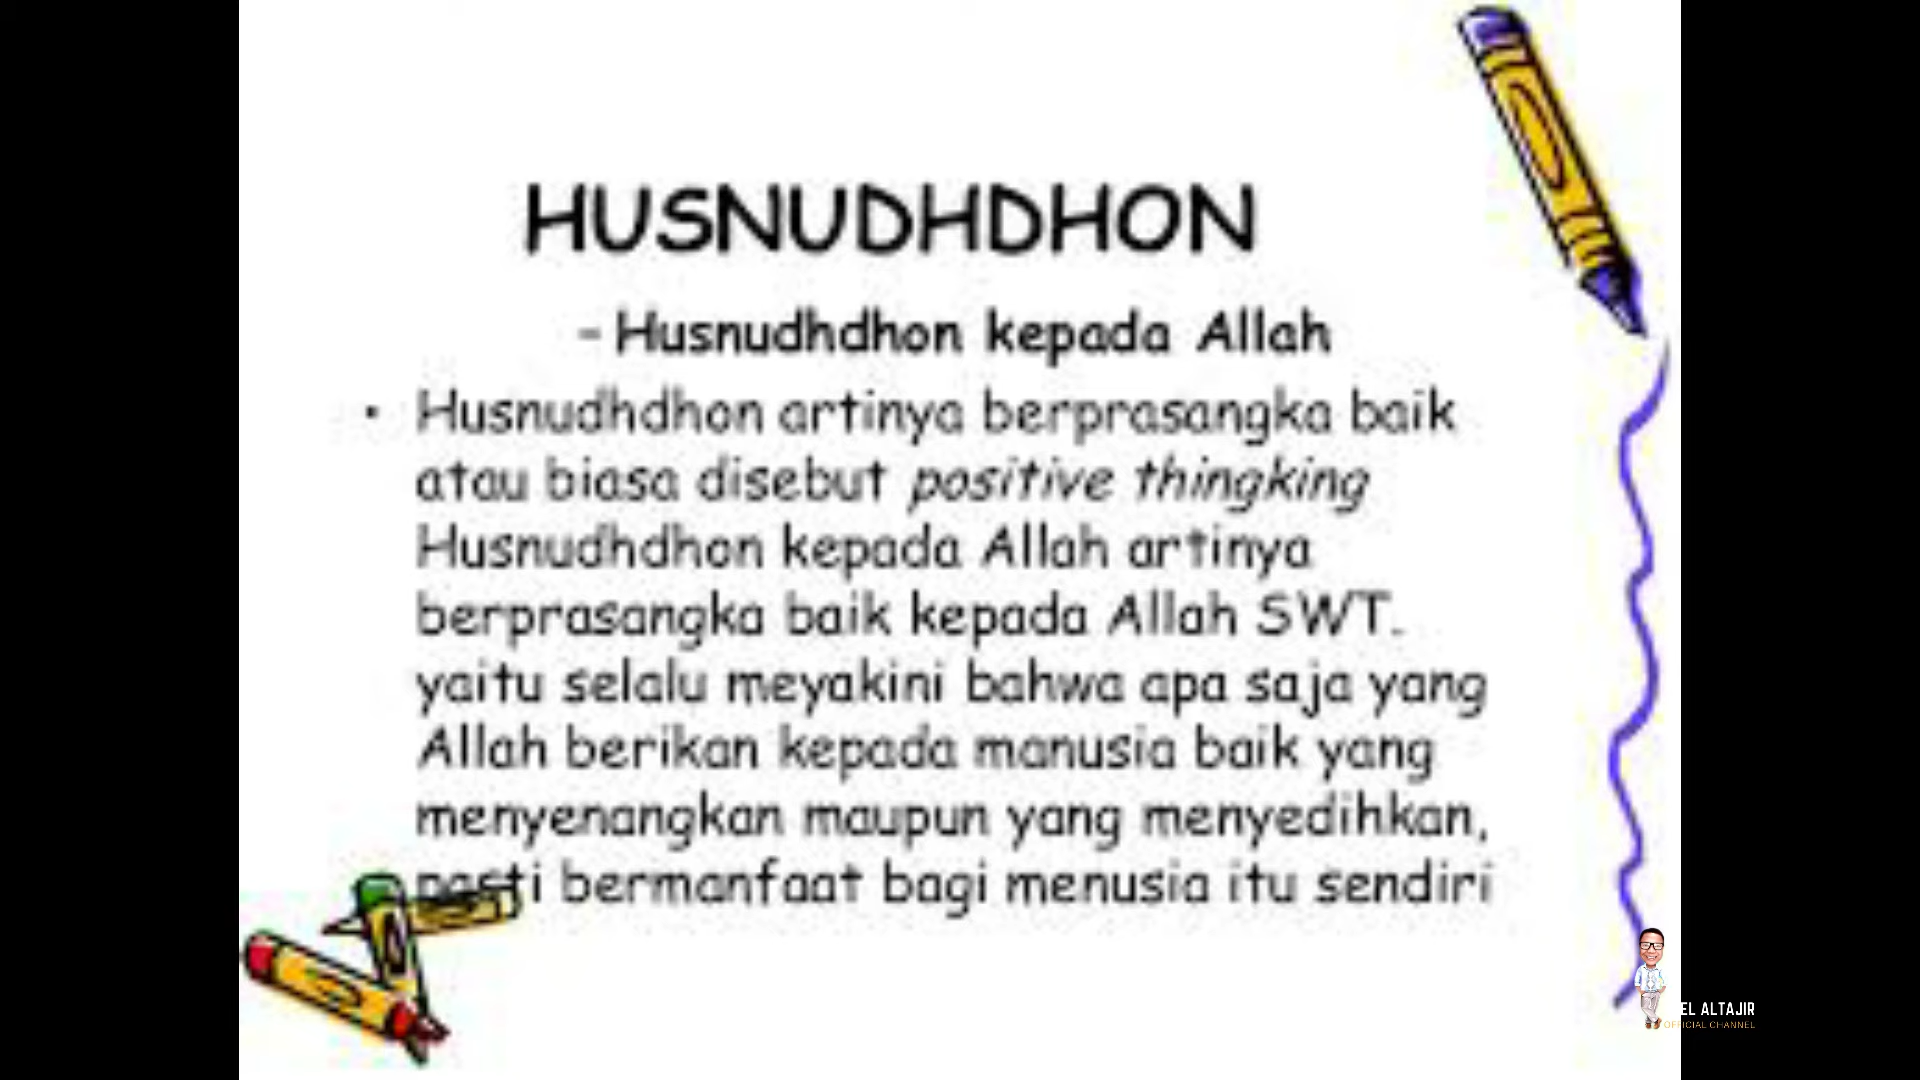 HUSNUDHDHON
- Husnudhdhon kepada Allah
• Husnudhdhon artinya berprasangka baik
atau biasa disebut positive thingking
Husnudhdhon kepada Allah artinya
berprasangka baik kepada Allah SWT.
yaitu selalu meyakini bahwa apa saja yang
Allah berikan kepada manusia baik yang
menyenangkan maupun yang menyedihkan,
pasti bermanfaat bagi menusia itu sendiri
EL ALTAJIR
OFFICIAL CHANNEL